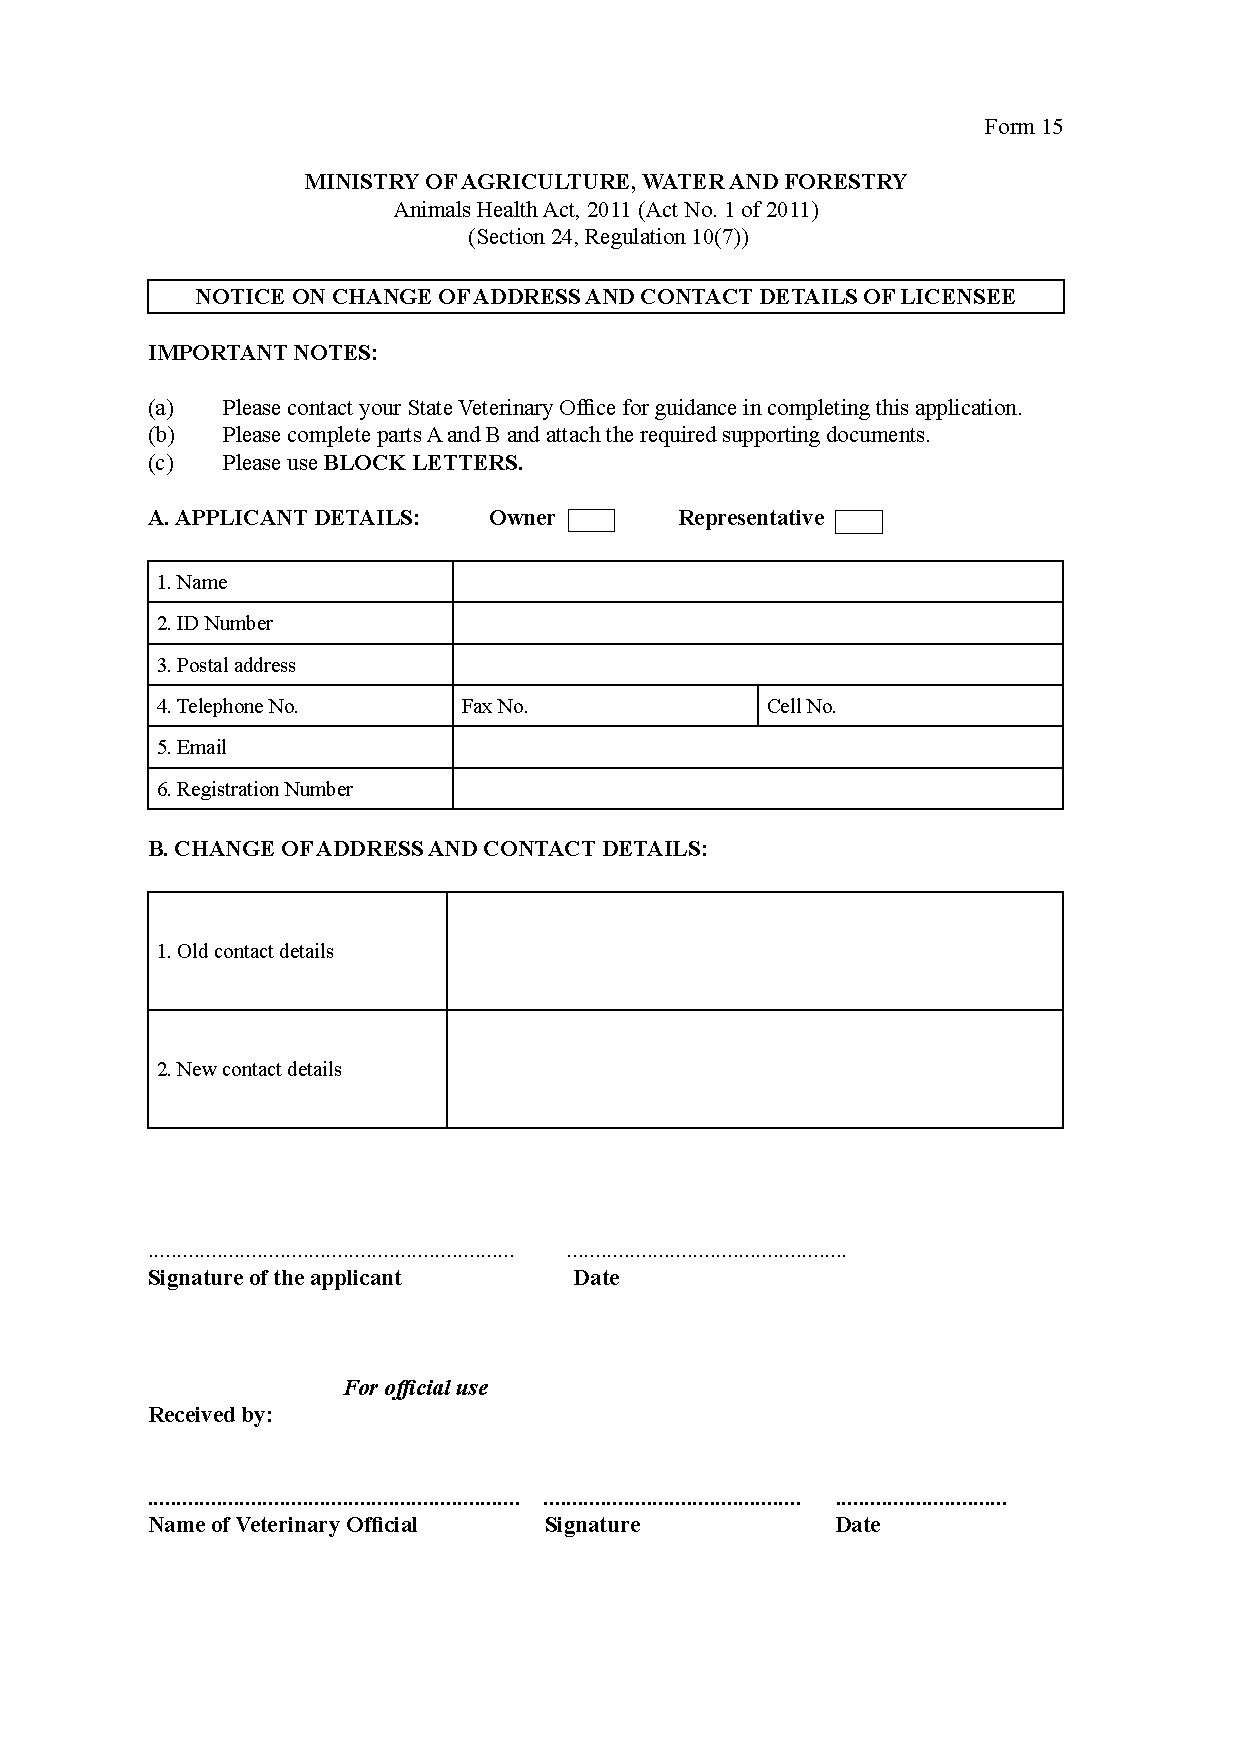 Form 15
MINISTRY OF AGRICULTURE, WATER AND FORESTRY
Animals Health Act, 2011 (Act No. 1 of 2011)
(Section 24, Regulation 10(7))
NOTICE ON CHANGE OF ADDRESS AND CONTACT DETAILS OF LICENSEE
IMPORTANT NOTES:
(a) Please contact your State Veterinary Office for guidance in completing this application.
(b) Please complete parts A and B and attach the required supporting documents.
(c) Please use BLOCK LETTERS.
A. APPLICANT DETAILS: Owner Representative
1. Name
2. ID Number
3. Postal address
4. Telephone No. Fax No. Cell No.
5. Email
6. Registration Number
B. CHANGE OF ADDRESS AND CONTACT DETAILS:
1. Old contact details
2. New contact details
................................................................ .................................................
Signature of the applicant Date
For official use
Received by:
................................................................. ............................................. ..............................
Name of Veterinary Official Signature Date